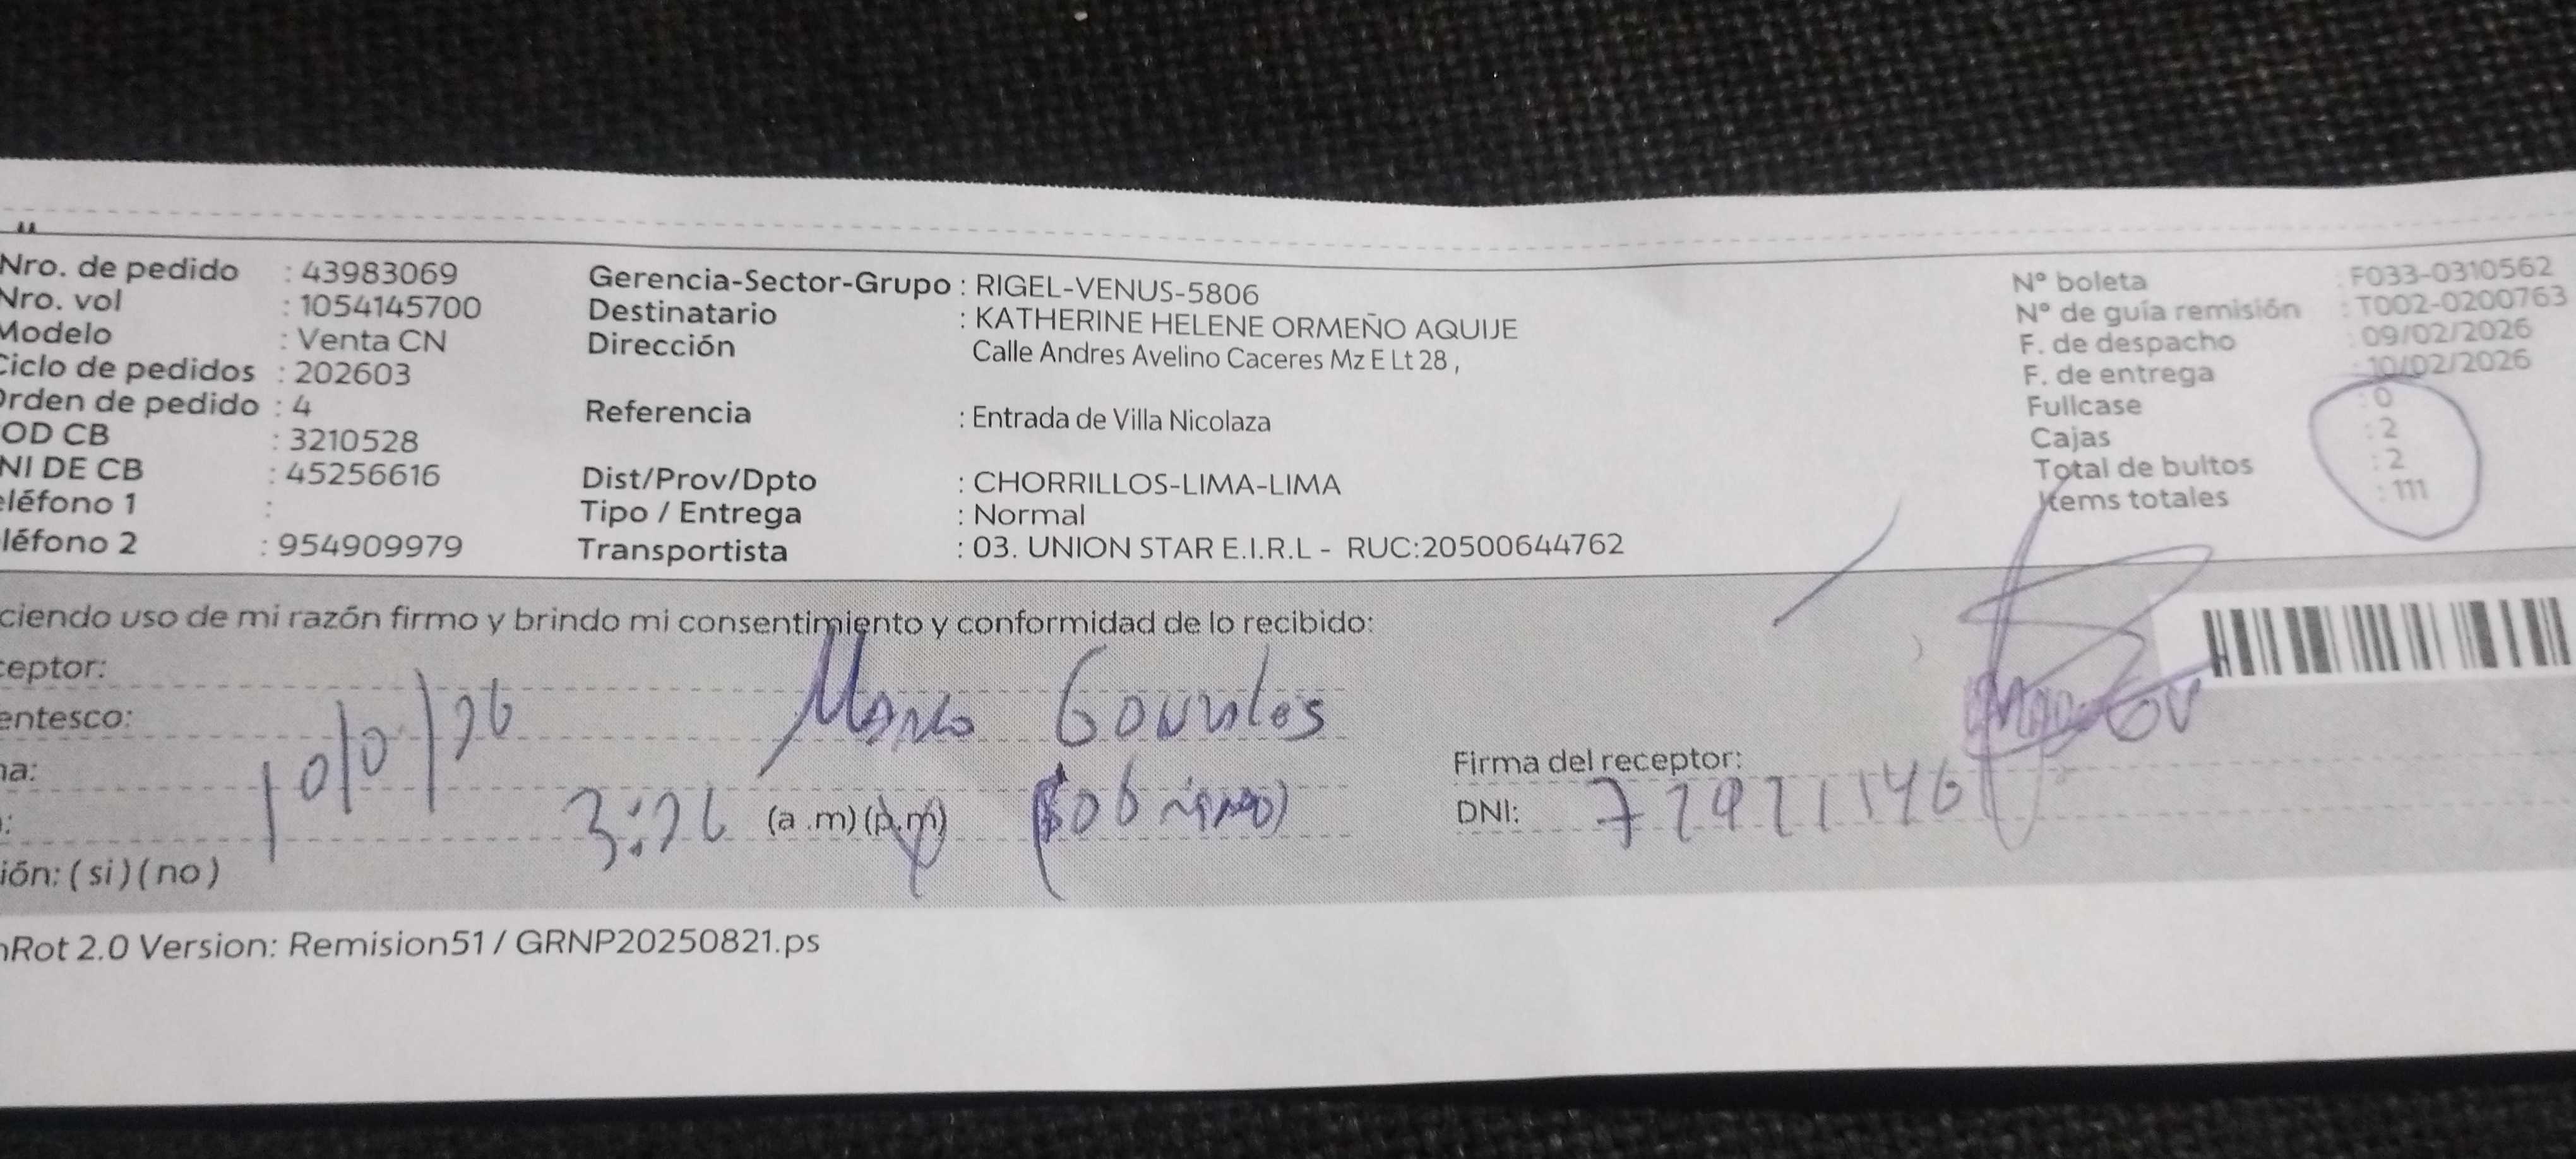 Nro. de pedido : 43983069
Nro. vol : 1054145700
Modelo : Venta CN
Ciclo de pedidos : 202603
Orden de pedido : 4
OD CB : 3210528
NI DE CB : 45256616
eléfono 1 :
léfono 2 : 954909979
Gerencia-Sector-Grupo : RIGEL-VENUS-5806
Destinatario : KATHERINE HELENE ORMEÑO AQUIJE
Dirección Calle Andres Avelino Caceres Mz E Lt 28 ,
Referencia : Entrada de Villa Nicolaza
Dist/Prov/Dpto : CHORRILLOS-LIMA-LIMA
Tipo / Entrega : Normal
Transportista : 03. UNION STAR E.I.R.L - RUC:20500644762
N° boleta : F033-0310562
N° de guía remisión : T002-0200763
F. de despacho : 09/02/2026
F. de entrega : 10/02/2026
Fullcase : 0
Cajas : 2
Total de bultos : 2
Items totales : 111
ciendo uso de mi razón firmo y brindo mi consentimiento y conformidad de lo recibido:
ceptor:
entesco:
na:
3:26 (a .m) (p.m) (Sobrino)
Firma del receptor:
DNI:
ión: ( si ) ( no )
nRot 2.0 Version: Remision51 / GRNP20250821.ps